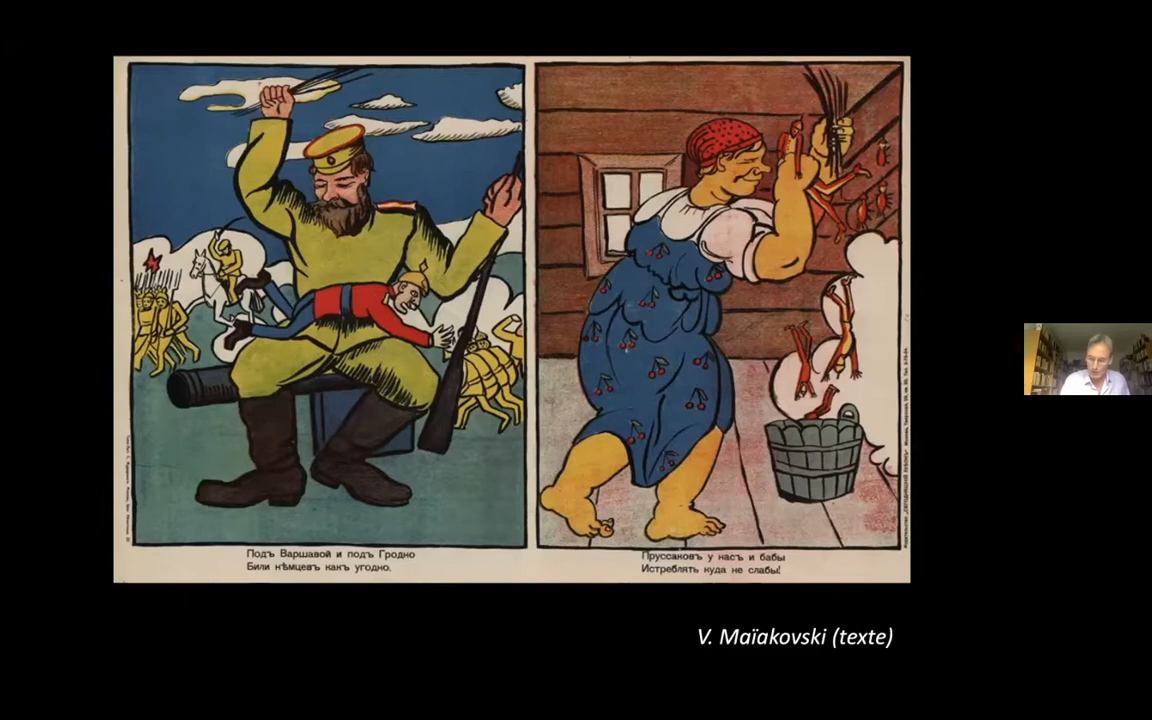 Подъ Варшавой и подъ Гродно
Били нѣмцевъ какъ угодно.
Пруссаковъ у насъ и бабы
Истреблять куда не слабы!
V. Maïakovski (texte)